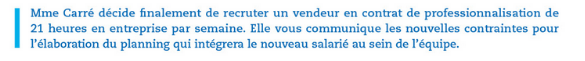 Mme Carré décide finalement de recruter un vendeur en contrat de professionnalisation de
21 heures en entreprise par semaine. Elle vous communique les nouvelles contraintes pour
l'élaboration du planning qui intégrera le nouveau salarié au sein de l'équipe.